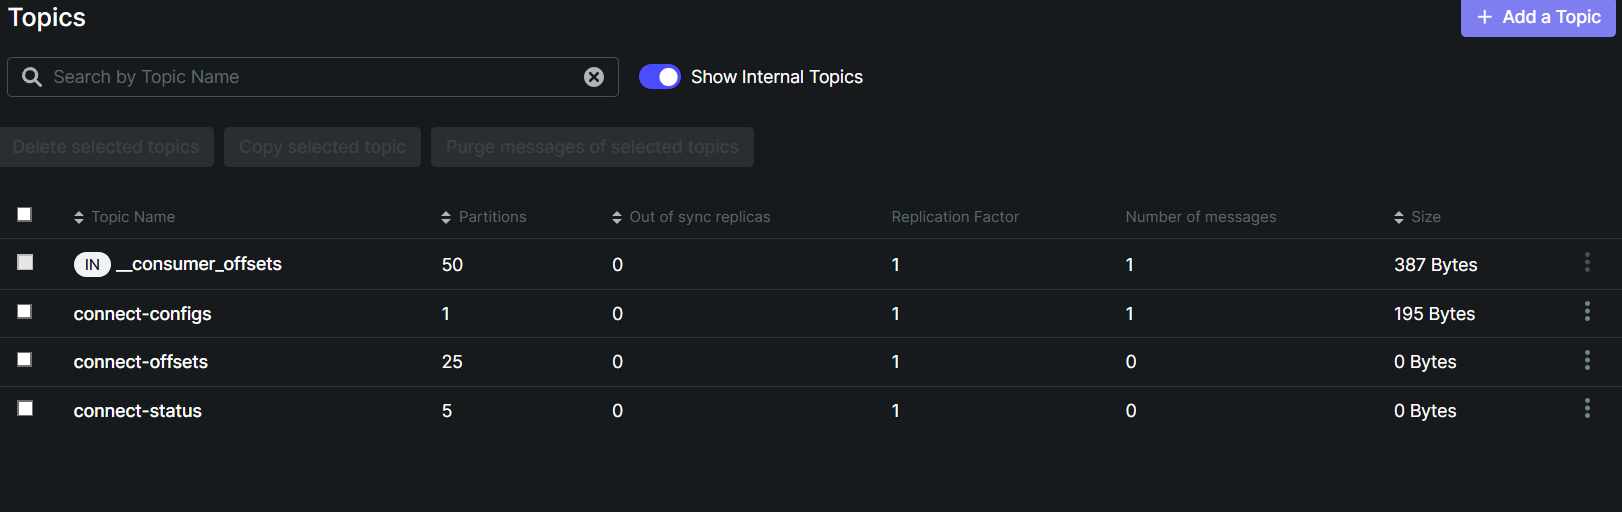 Topics
+ Add a Topic
Search by Topic Name
Show Internal Topics
Delete selected topics Copy selected topic Purge messages of selected topics
Topic Name Partitions Out of sync replicas Replication Factor Number of messages Size
IN __consumer_offsets 50 0 1 1 387 Bytes
connect-configs 1 0 1 1 195 Bytes
connect-offsets 25 0 1 0 0 Bytes
connect-status 5 0 1 0 0 Bytes